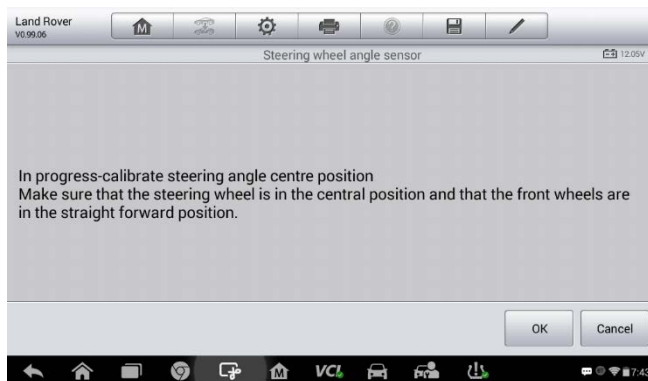 Land Rover
V0.99.06
M
Steering wheel angle sensor
12.05V
In progress-calibrate steering angle centre position
Make sure that the steering wheel is in the central position and that the front wheels are
in the straight forward position.
OK
Cancel
M
VCI
7:43